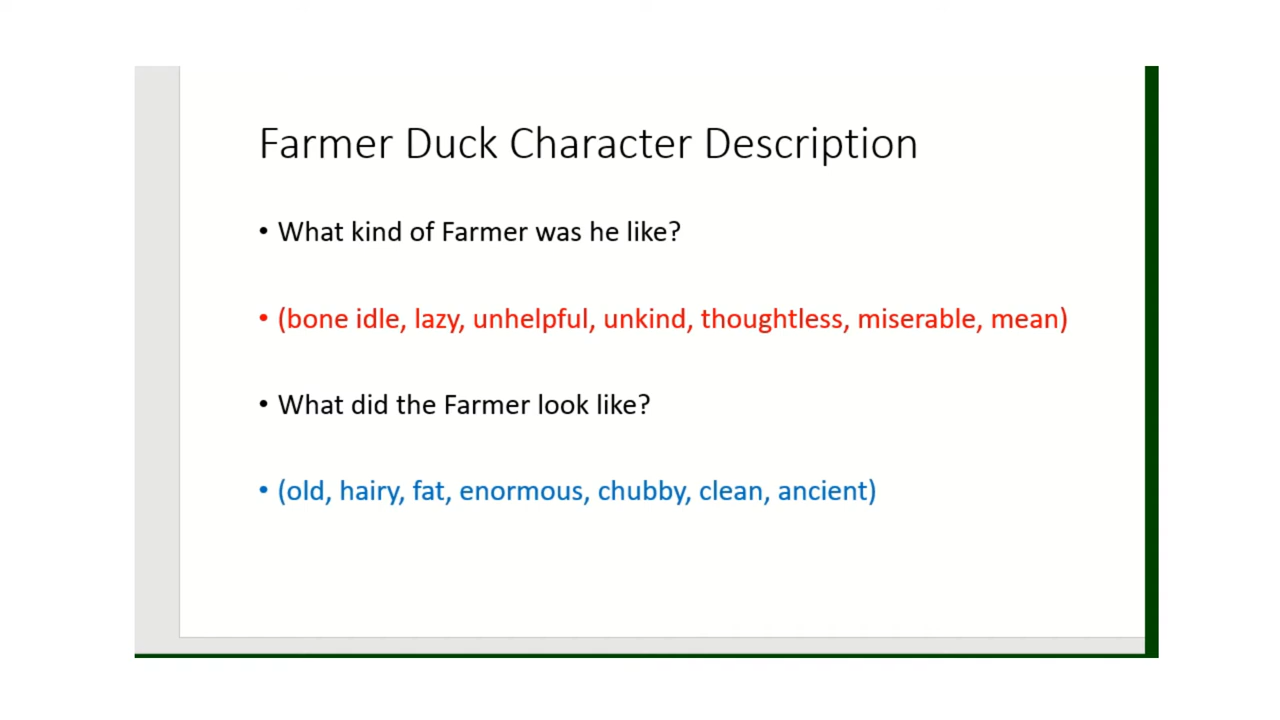 Farmer Duck Character Description
• What kind of Farmer was he like?
• (bone idle, lazy, unhelpful, unkind, thoughtless, miserable, mean)
• What did the Farmer look like?
• (old, hairy, fat, enormous, chubby, clean, ancient)